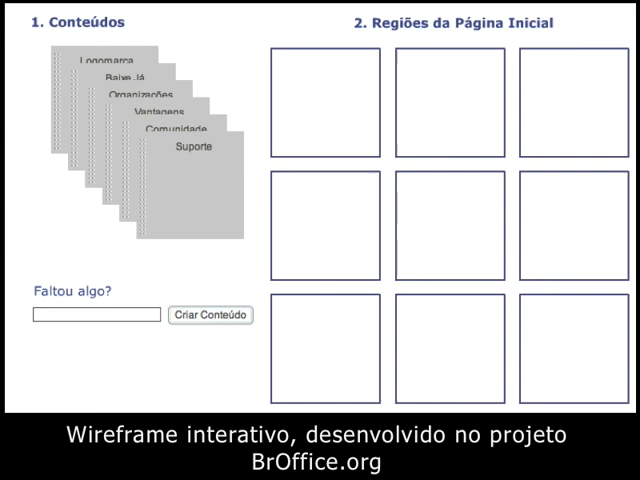 1. Conteúdos
2. Regiões da Página Inicial
Logomarca
Baixe Já
Organizações
Vantagens
Comunidade
Suporte
Faltou algo?
Criar Conteúdo
Wireframe interativo, desenvolvido no projeto
BrOffice.org